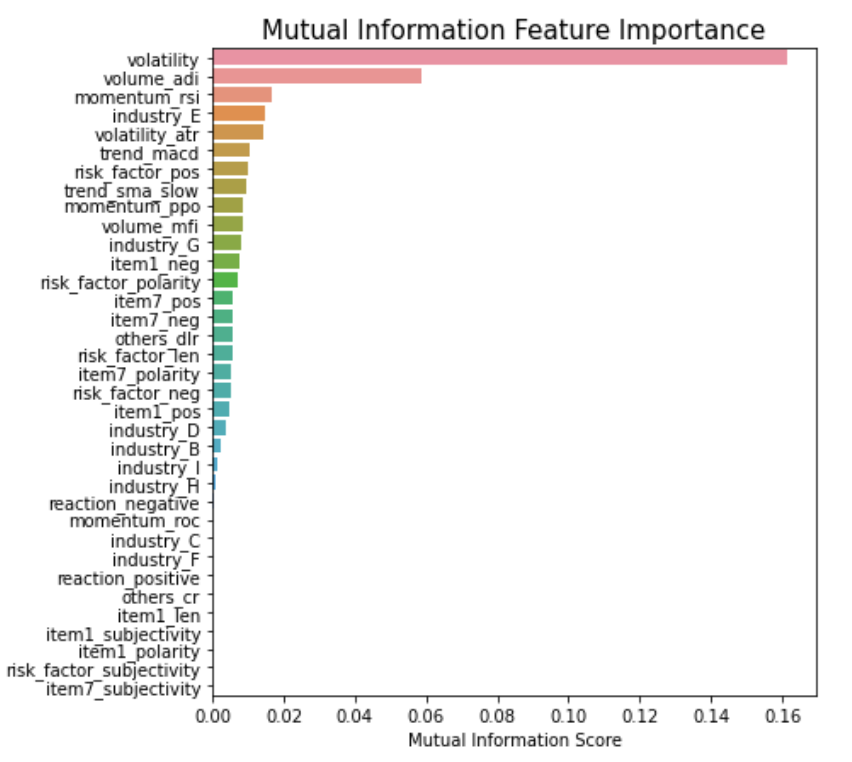 Mutual Information Feature Importance
volatility
volume_adi
momentum_rsi
industry_E
volatility_atr
trend_macd
risk_factor_pos
trend_sma_slow
momentum_ppo
volume_mfi
industry_G
item1_neg
risk_factor_polarity
item7_pos
item7_neg
others_dlr
risk_factor_len
item7_polarity
risk_factor_neg
item1_pos
industry_D
industry_B
industry_I
industry_H
reaction_negative
momentum_roc
industry_C
industry_F
reaction_positive
others_cr
item1_len
item1_subjectivity
item1_polarity
risk_factor_subjectivity
item7_subjectivity
0.00 0.02 0.04 0.06 0.08 0.10 0.12 0.14 0.16
Mutual Information Score